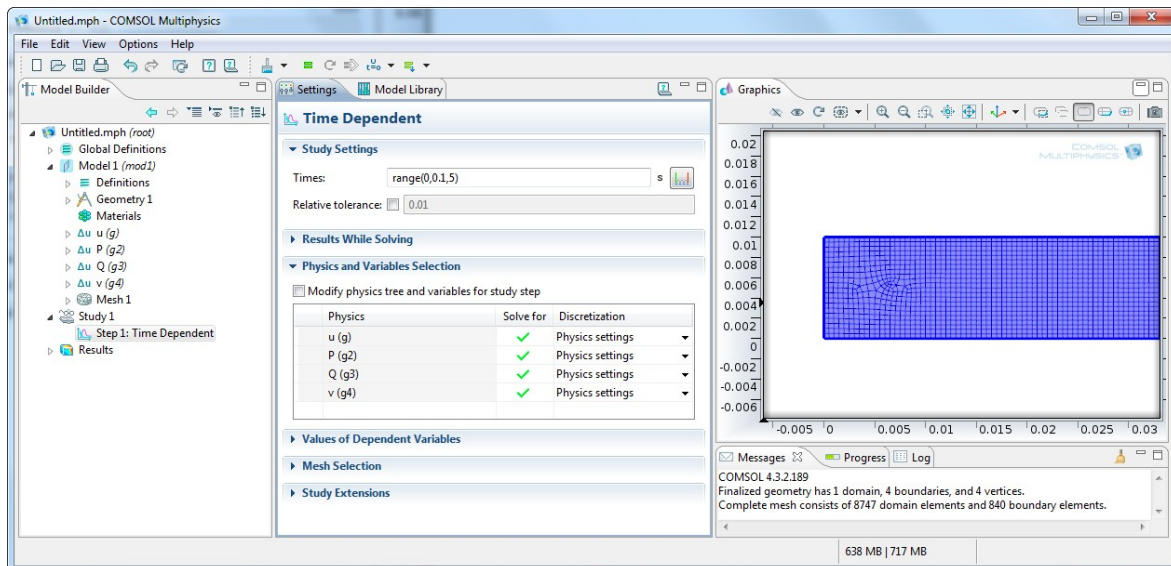 Untitled.mph - COMSOL Multiphysics
File Edit View Options Help
Model Builder
Untitled.mph (root)
Global Definitions
Model 1 (mod1)
Definitions
Geometry 1
Materials
Δu u (g)
Δu P (g2)
Δu Q (g3)
Δu v (g4)
Mesh 1
Study 1
Step 1: Time Dependent
Results
Settings Model Library
Time Dependent
Study Settings
Times: range(0,0.1,5) s
Relative tolerance: 0.01
Results While Solving
Physics and Variables Selection
Modify physics tree and variables for study step
Physics Solve for Discretization
u (g) Physics settings
P (g2) Physics settings
Q (g3) Physics settings
v (g4) Physics settings
Values of Dependent Variables
Mesh Selection
Study Extensions
Graphics
COMSOL
MULTIPHYSICS
0.02
0.018
0.016
0.014
0.012
0.01
0.008
0.006
0.004
0.002
0
-0.002
-0.004
-0.006
-0.005 0 0.005 0.01 0.015 0.02 0.025 0.03
Messages Progress Log
COMSOL 4.3.2.189
Finalized geometry has 1 domain, 4 boundaries, and 4 vertices.
Complete mesh consists of 8747 domain elements and 840 boundary elements.
638 MB | 717 MB